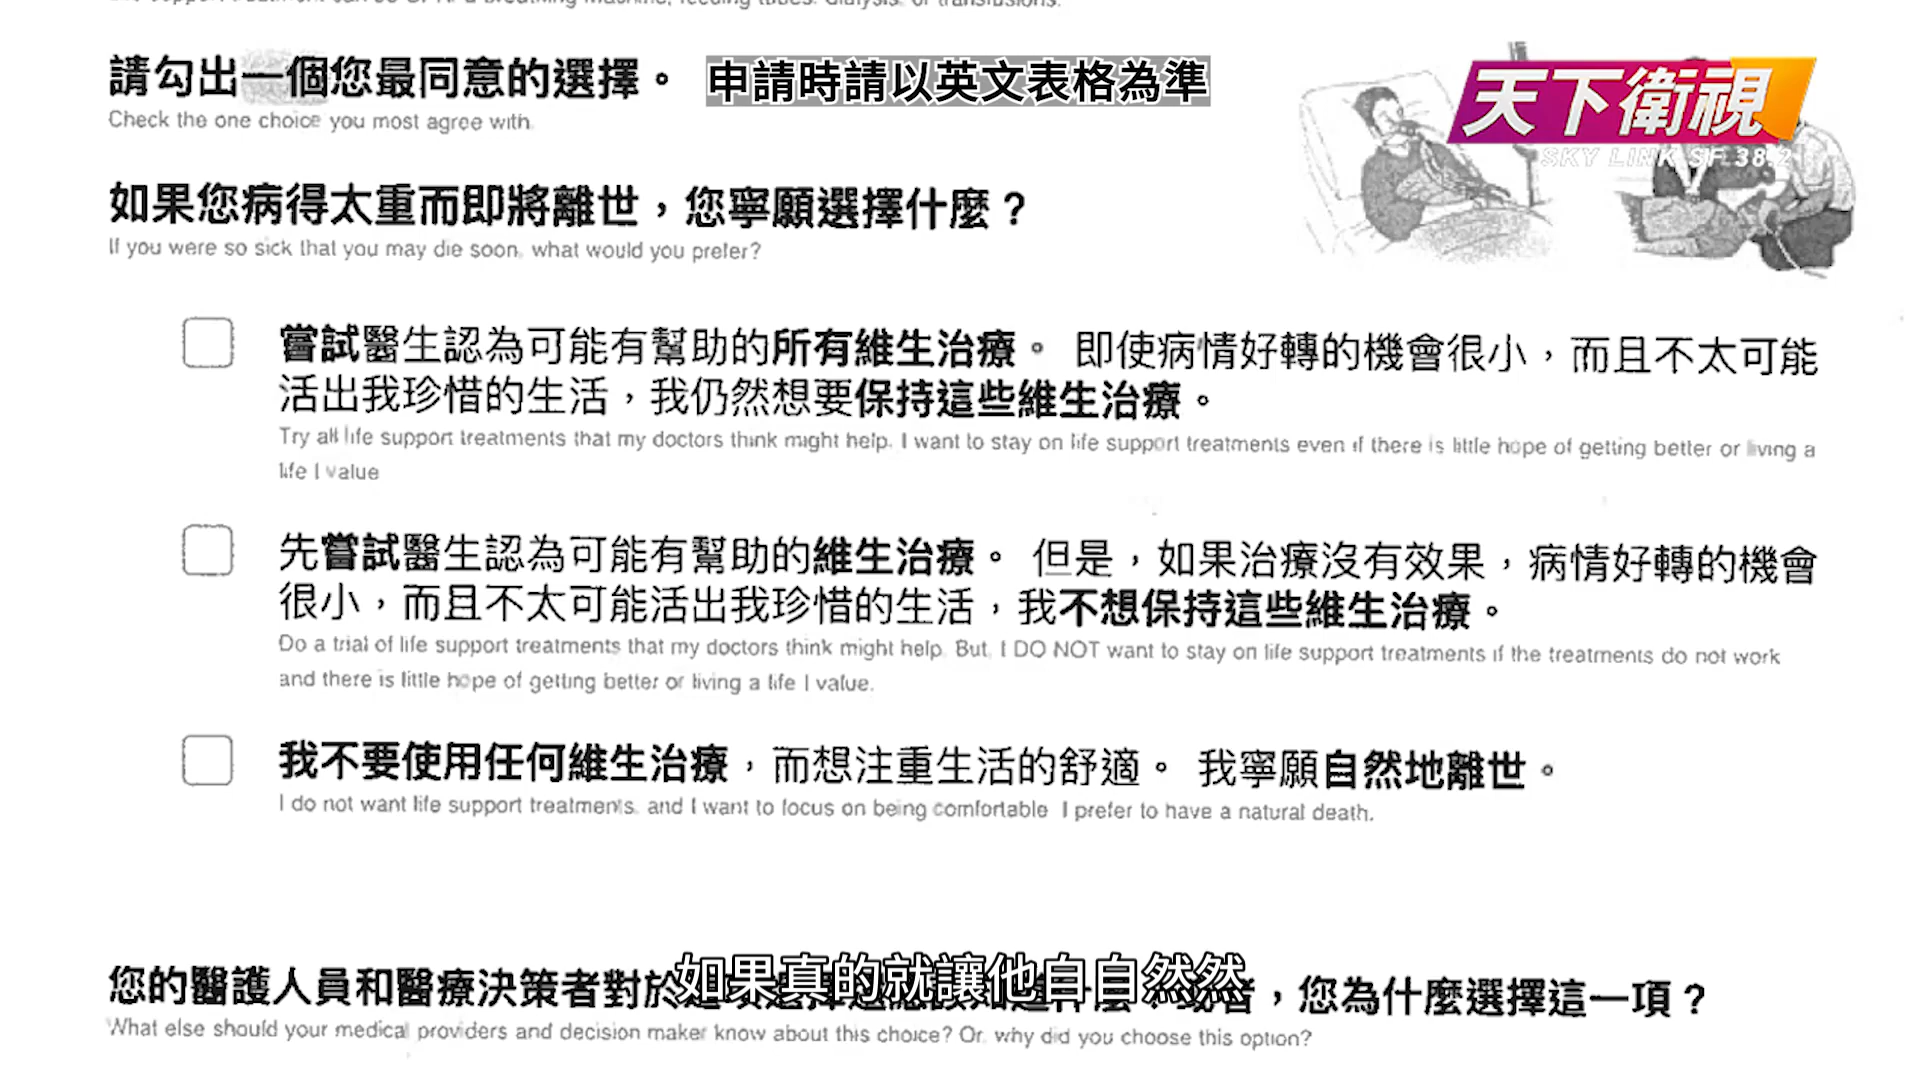 請勾出一個您最同意的選擇。 申請時請以英文表格為準
Check the one choice you most agree with.
天下衛視
SKY LINK SF 38.2
如果您病得太重而即將離世，您寧願選擇什麼？
If you were so sick that you may die soon, what would you prefer?
嘗試醫生認為可能有幫助的所有維生治療。 即使病情好轉的機會很小，而且不太可能
活出我珍惜的生活，我仍然想要保持這些維生治療。
Try all life support treatments that my doctors think might help. I want to stay on life support treatments even if there is little hope of getting better or living a
life I value
先嘗試醫生認為可能有幫助的維生治療。 但是，如果治療沒有效果，病情好轉的機會
很小，而且不太可能活出我珍惜的生活，我不想保持這些維生治療。
Do a trial of life support treatments that my doctors think might help. But, I DO NOT want to stay on life support treatments if the treatments do not work
and there is little hope of getting better or living a life I value.
我不要使用任何維生治療，而想注重生活的舒適。 我寧願自然地離世。
I do not want life support treatments, and I want to focus on being comfortable I prefer to have a natural death.
您的醫護人員和醫療決策者對於 ，您為什麼選擇這一項？
如果真的就讓他自自然然
What else should your medical providers and decision maker know about this choice? Or, why did you choose this option?